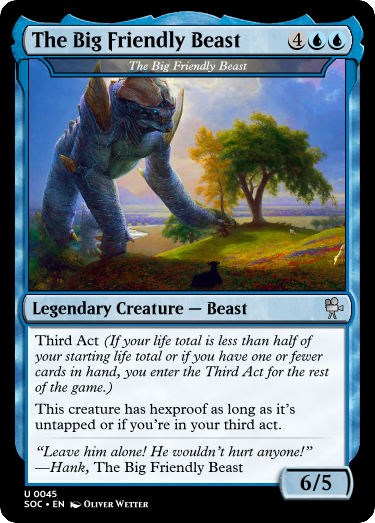 The Big Friendly Beast 4
The Big Friendly Beast
Legendary Creature — Beast
Third Act (If your life total is less than half of
your starting life total or if you have one or fewer
cards in hand, you enter the Third Act for the rest
of the game.)
This creature has hexproof as long as it's
untapped or if you're in your third act.
“Leave him alone! He wouldn't hurt anyone!”
—Hank, The Big Friendly Beast
6/5
U 0045
SOC • EN Oliver Wetter